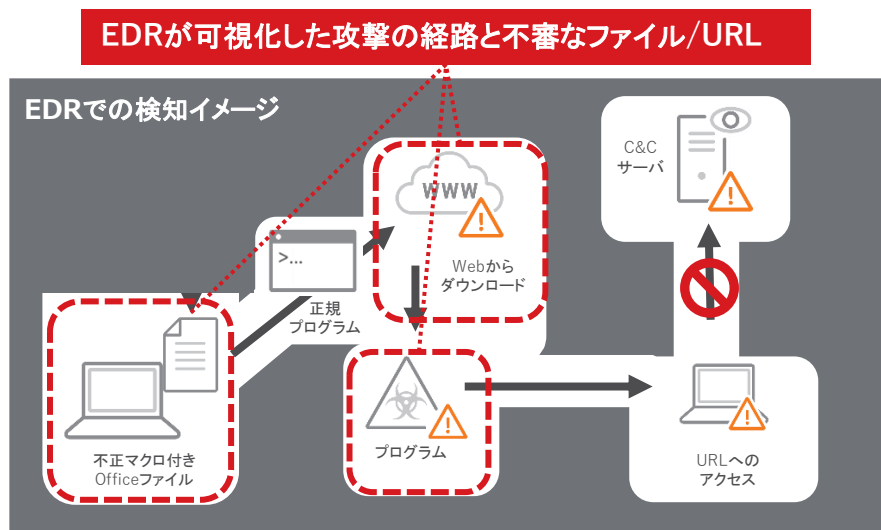 EDRが可視化した攻撃の経路と不審なファイル/URL
EDRでの検知イメージ
C&C
サーバ
WWW
>...
Webから
ダウンロード
正規
プログラム
プログラム
不正マクロ付き
Officeファイル
URLへの
アクセス